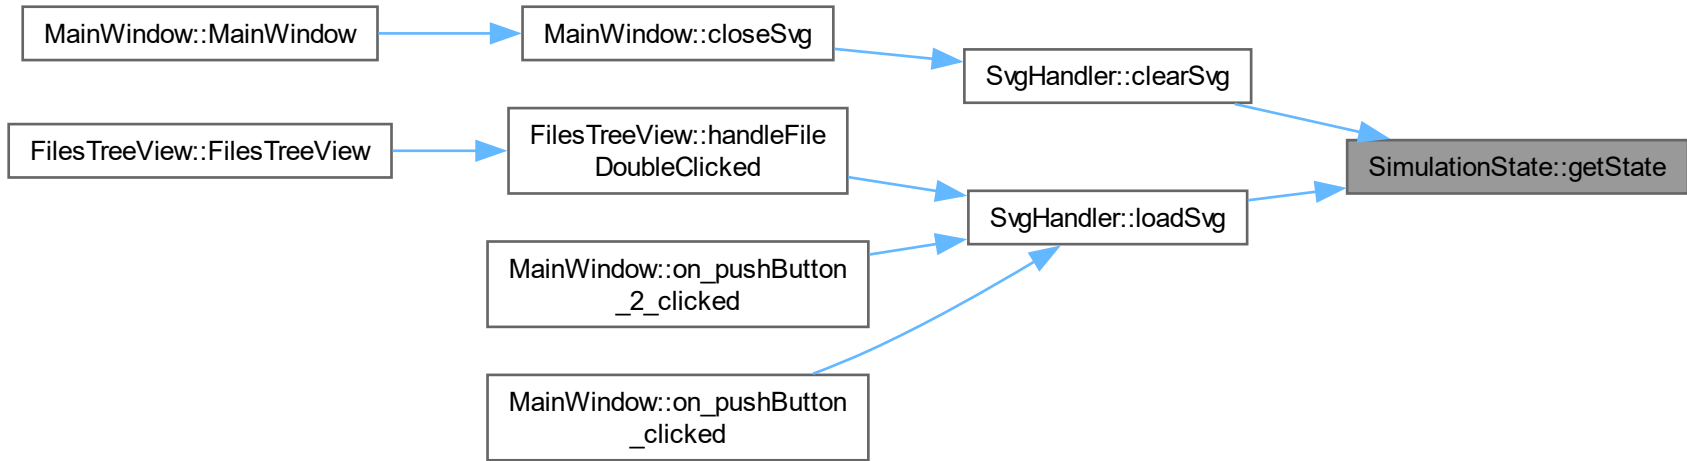 MainWindow::MainWindow
MainWindow::closeSvg
SvgHandler::clearSvg
FilesTreeView::FilesTreeView
FilesTreeView::handleFile
DoubleClicked
SimulationState::getState
SvgHandler::loadSvg
MainWindow::on_pushButton
_2_clicked
MainWindow::on_pushButton
_clicked